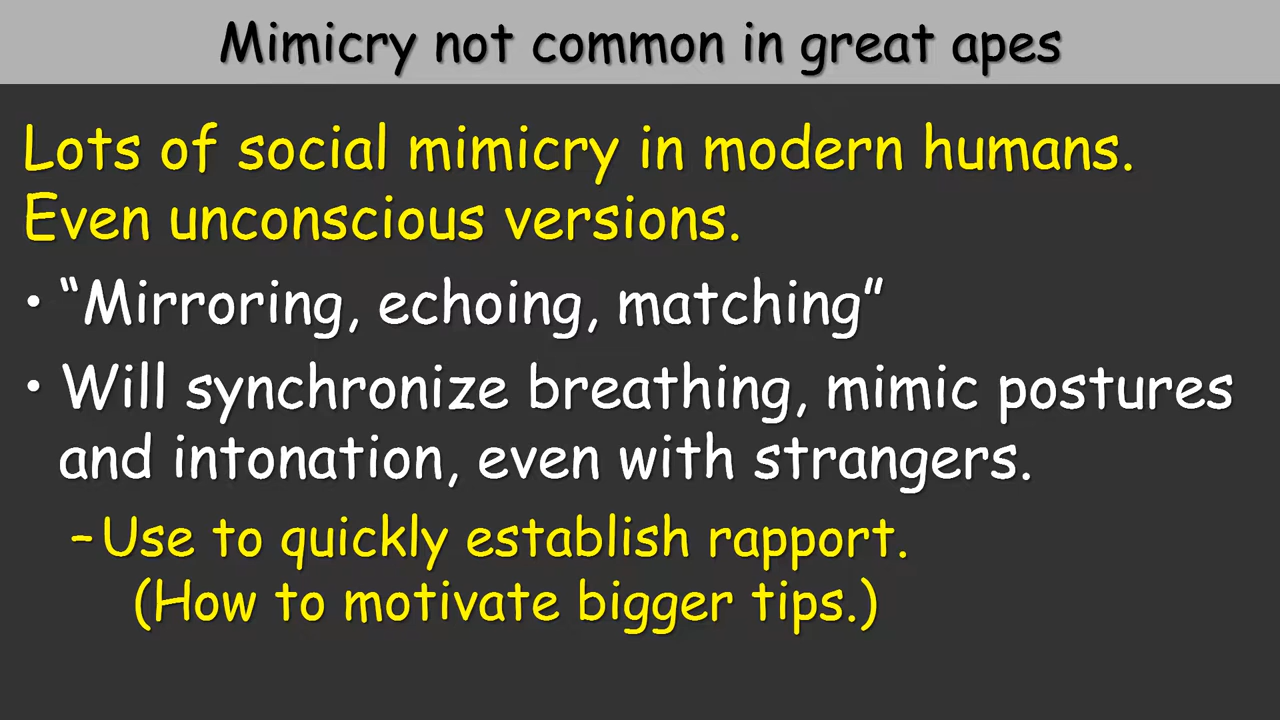 Mimicry not common in great apes
Lots of social mimicry in modern humans.
Even unconscious versions.
• “Mirroring, echoing, matching”
• Will synchronize breathing, mimic postures
and intonation, even with strangers.
–Use to quickly establish rapport.
(How to motivate bigger tips.)